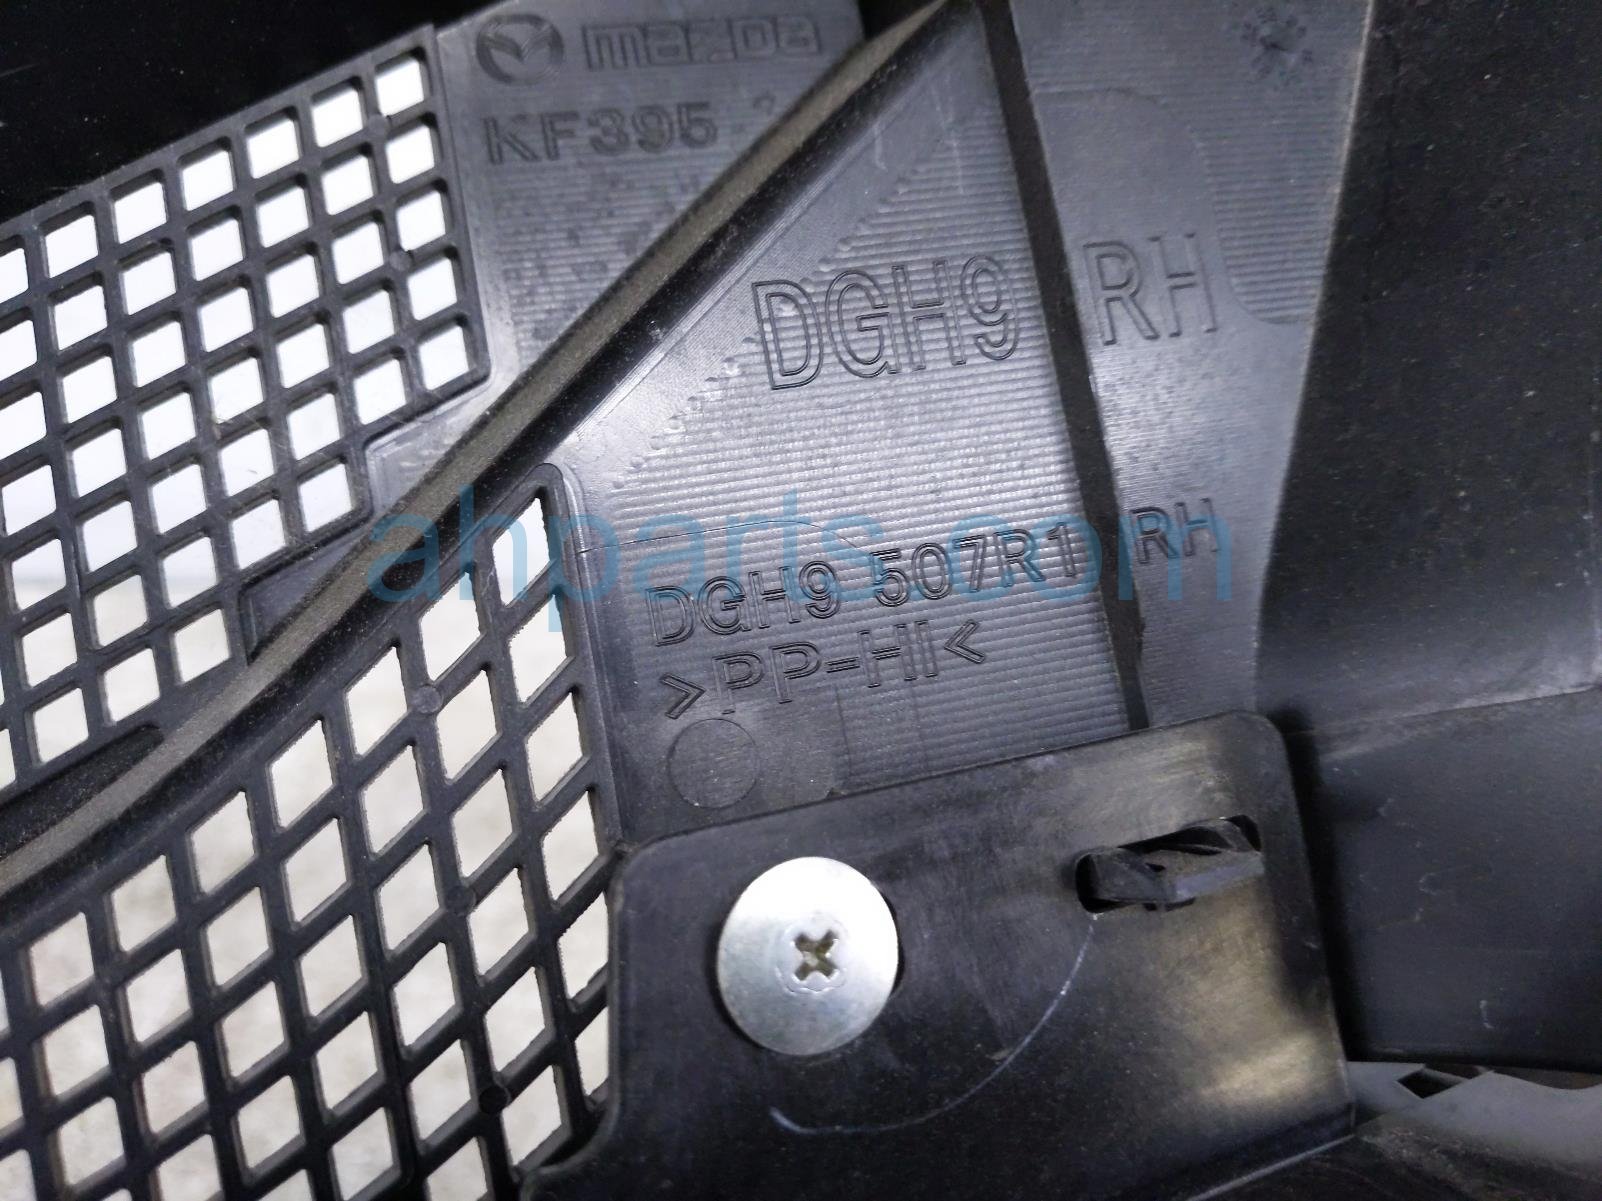 mazda
KF395
DGH9 RH
DGH9 507R1 RH
>PP-HI<
ahparts.com